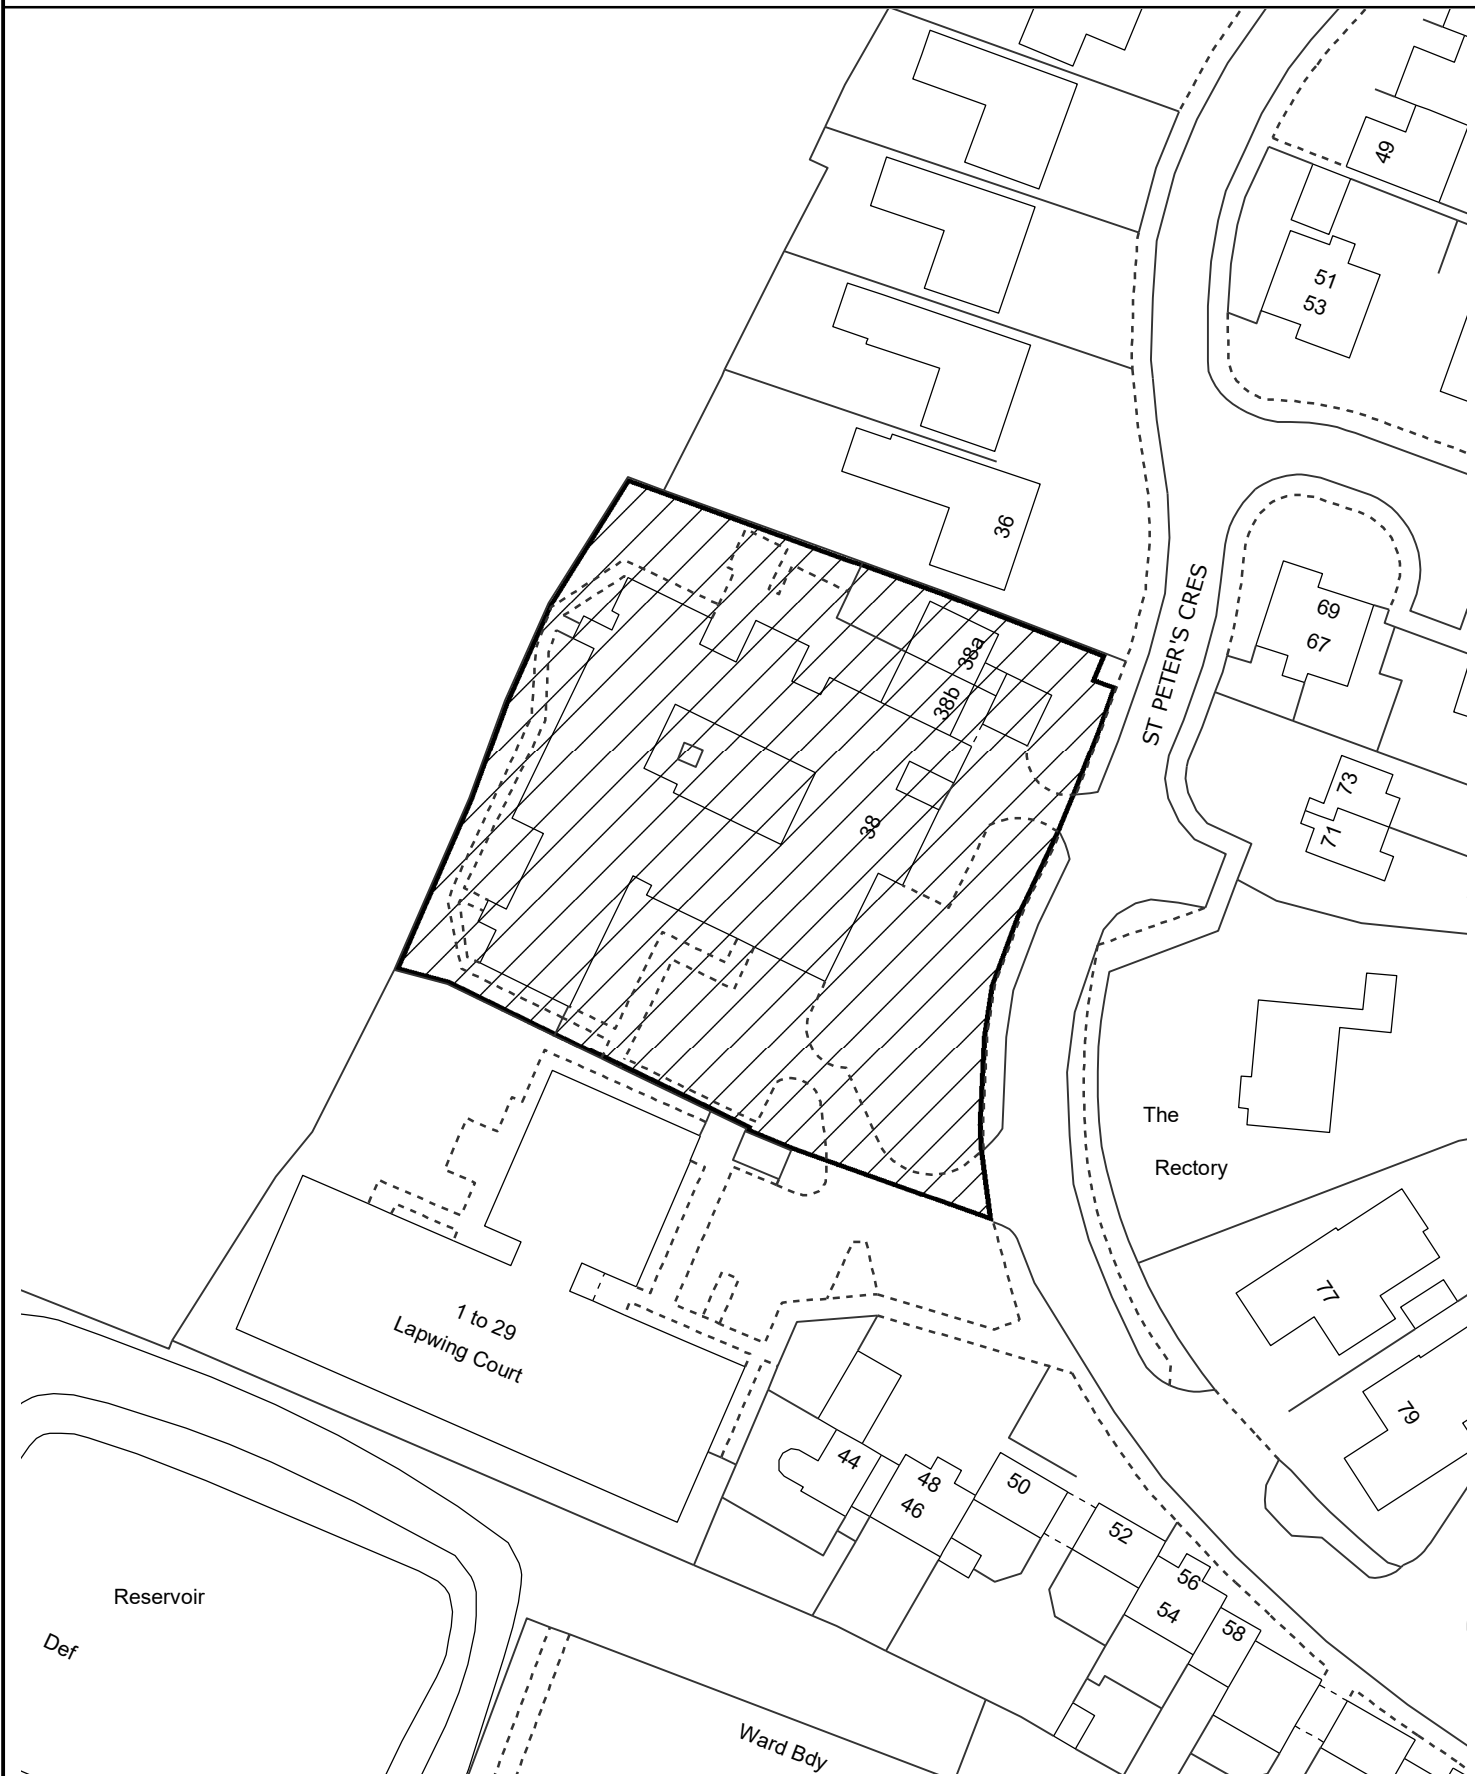 49
51
53
36
ST PETER'S CRES
69
67
38a
38b
73
71
38
The
Rectory
77
79
1 to 29
Lapwing Court
44
48
46
50
52
56
54
58
Reservoir
Def
Ward Bdy